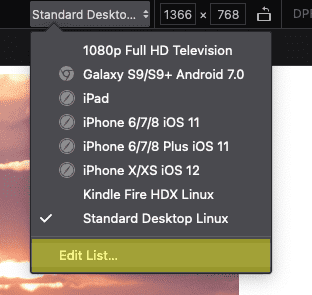 Standard Deskto... 1366 × 768 DPR
1080p Full HD Television
Galaxy S9/S9+ Android 7.0
iPad
iPhone 6/7/8 iOS 11
iPhone 6/7/8 Plus iOS 11
iPhone X/XS iOS 12
Kindle Fire HDX Linux
Standard Desktop Linux
Edit List...